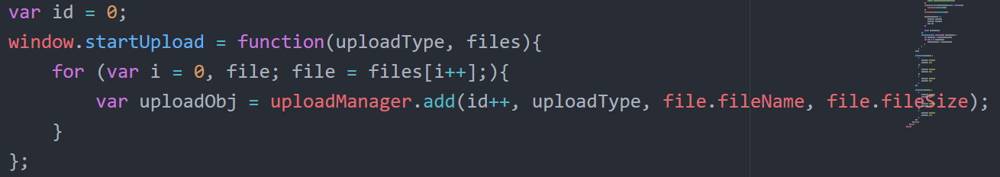 var id = 0;
window.startUpload = function(uploadType, files){
    for (var i = 0, file; file = files[i++];){
        var uploadObj = uploadManager.add(id++, uploadType, file.fileName, file.fileSize);
    }
};